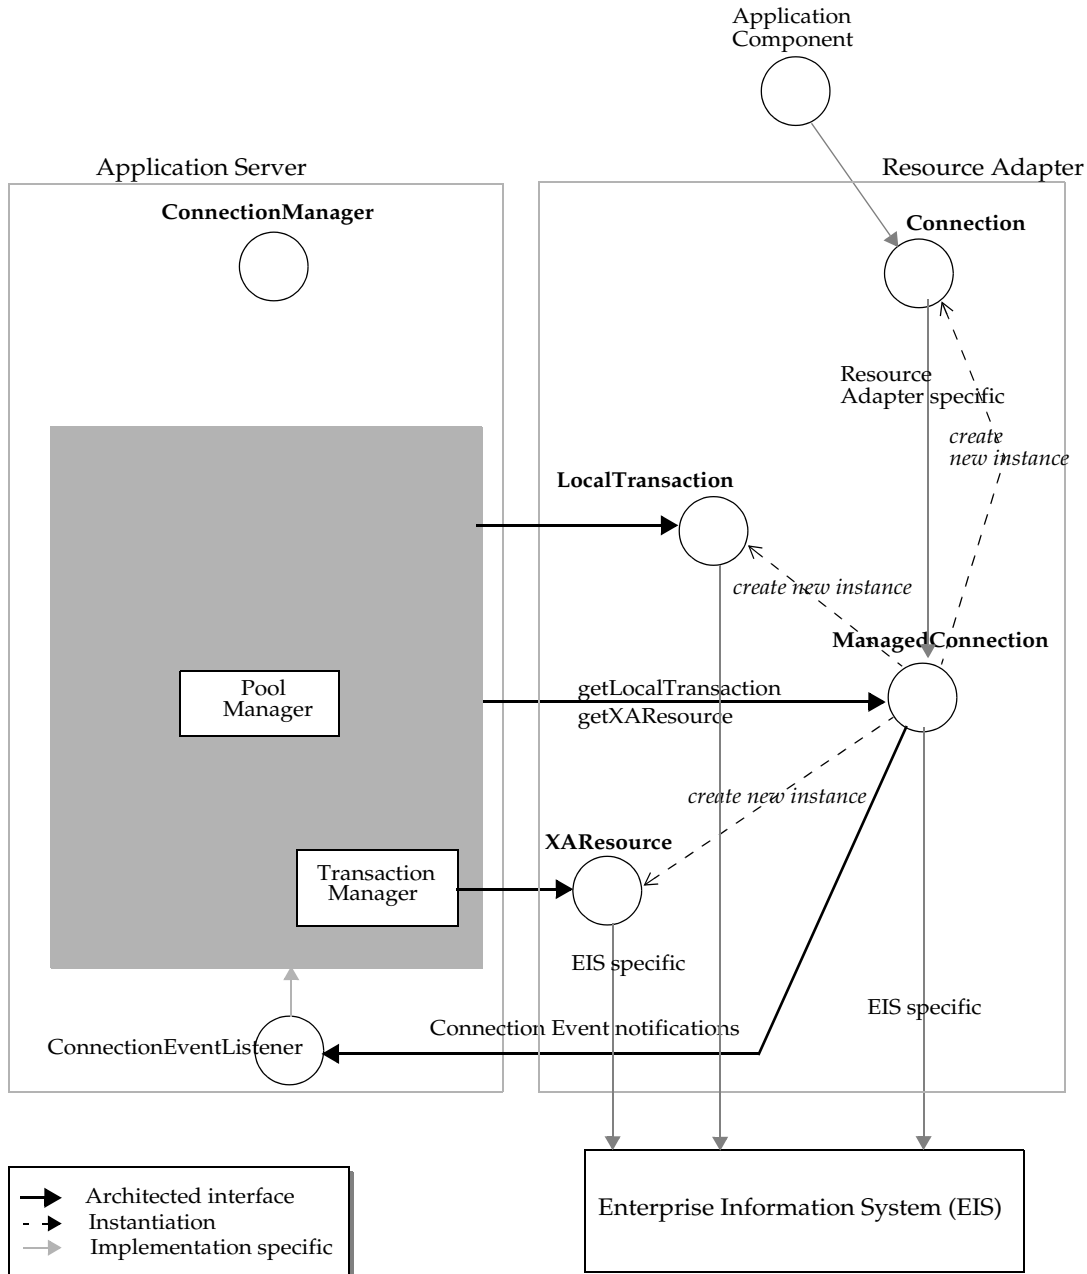 Application
Component
Application Server
Resource Adapter
ConnectionManager
Connection
Resource
Adapter specific
create
new instance
LocalTransaction
create new instance
ManagedConnection
Pool
Manager
getLocalTransaction
getXAResource
create new instance
XAResource
Transaction
Manager
EIS specific
EIS specific
Connection Event notifications
ConnectionEventListener
Architected interface
Instantiation
Implementation specific
Enterprise Information System (EIS)